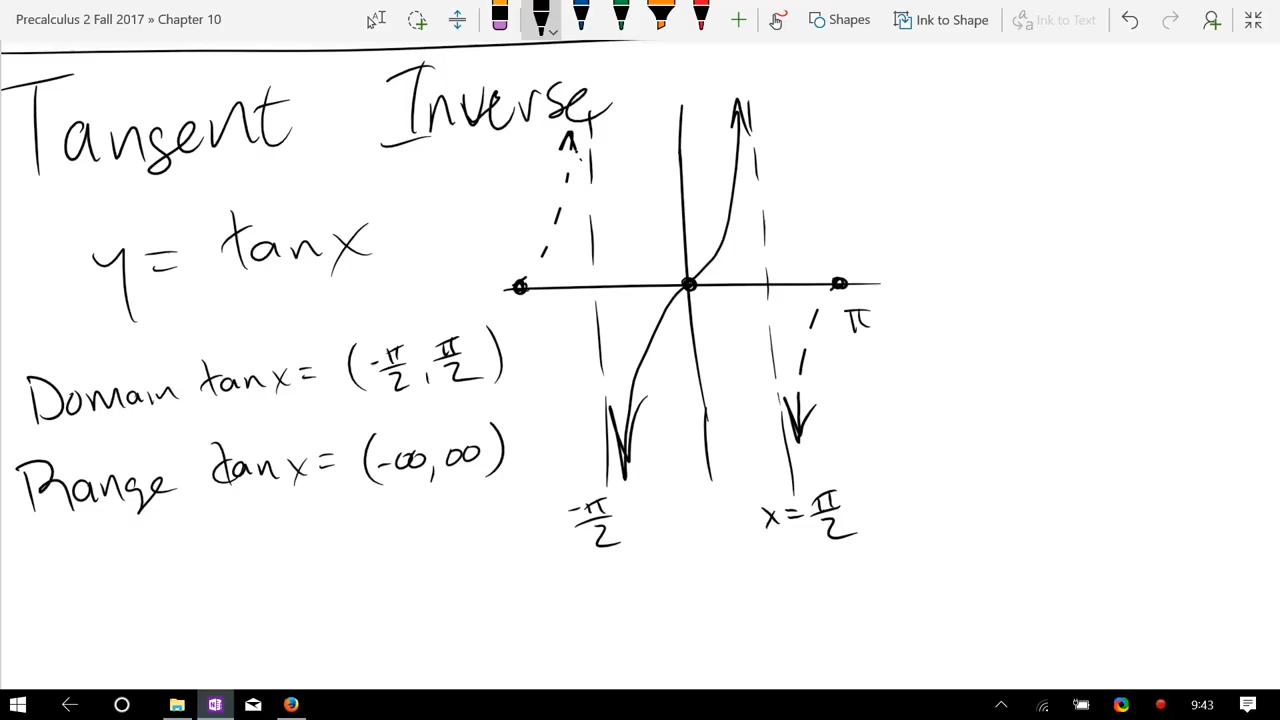 Precalculus 2 Fall 2017 » Chapter 10
Shapes
Ink to Shape
Ink to Text
Tangent Inverse
y = tan x
Domain tan x = (-π/2, π/2)
Range tan x = (-∞, ∞)
π
-π/2
x = π/2
9:43